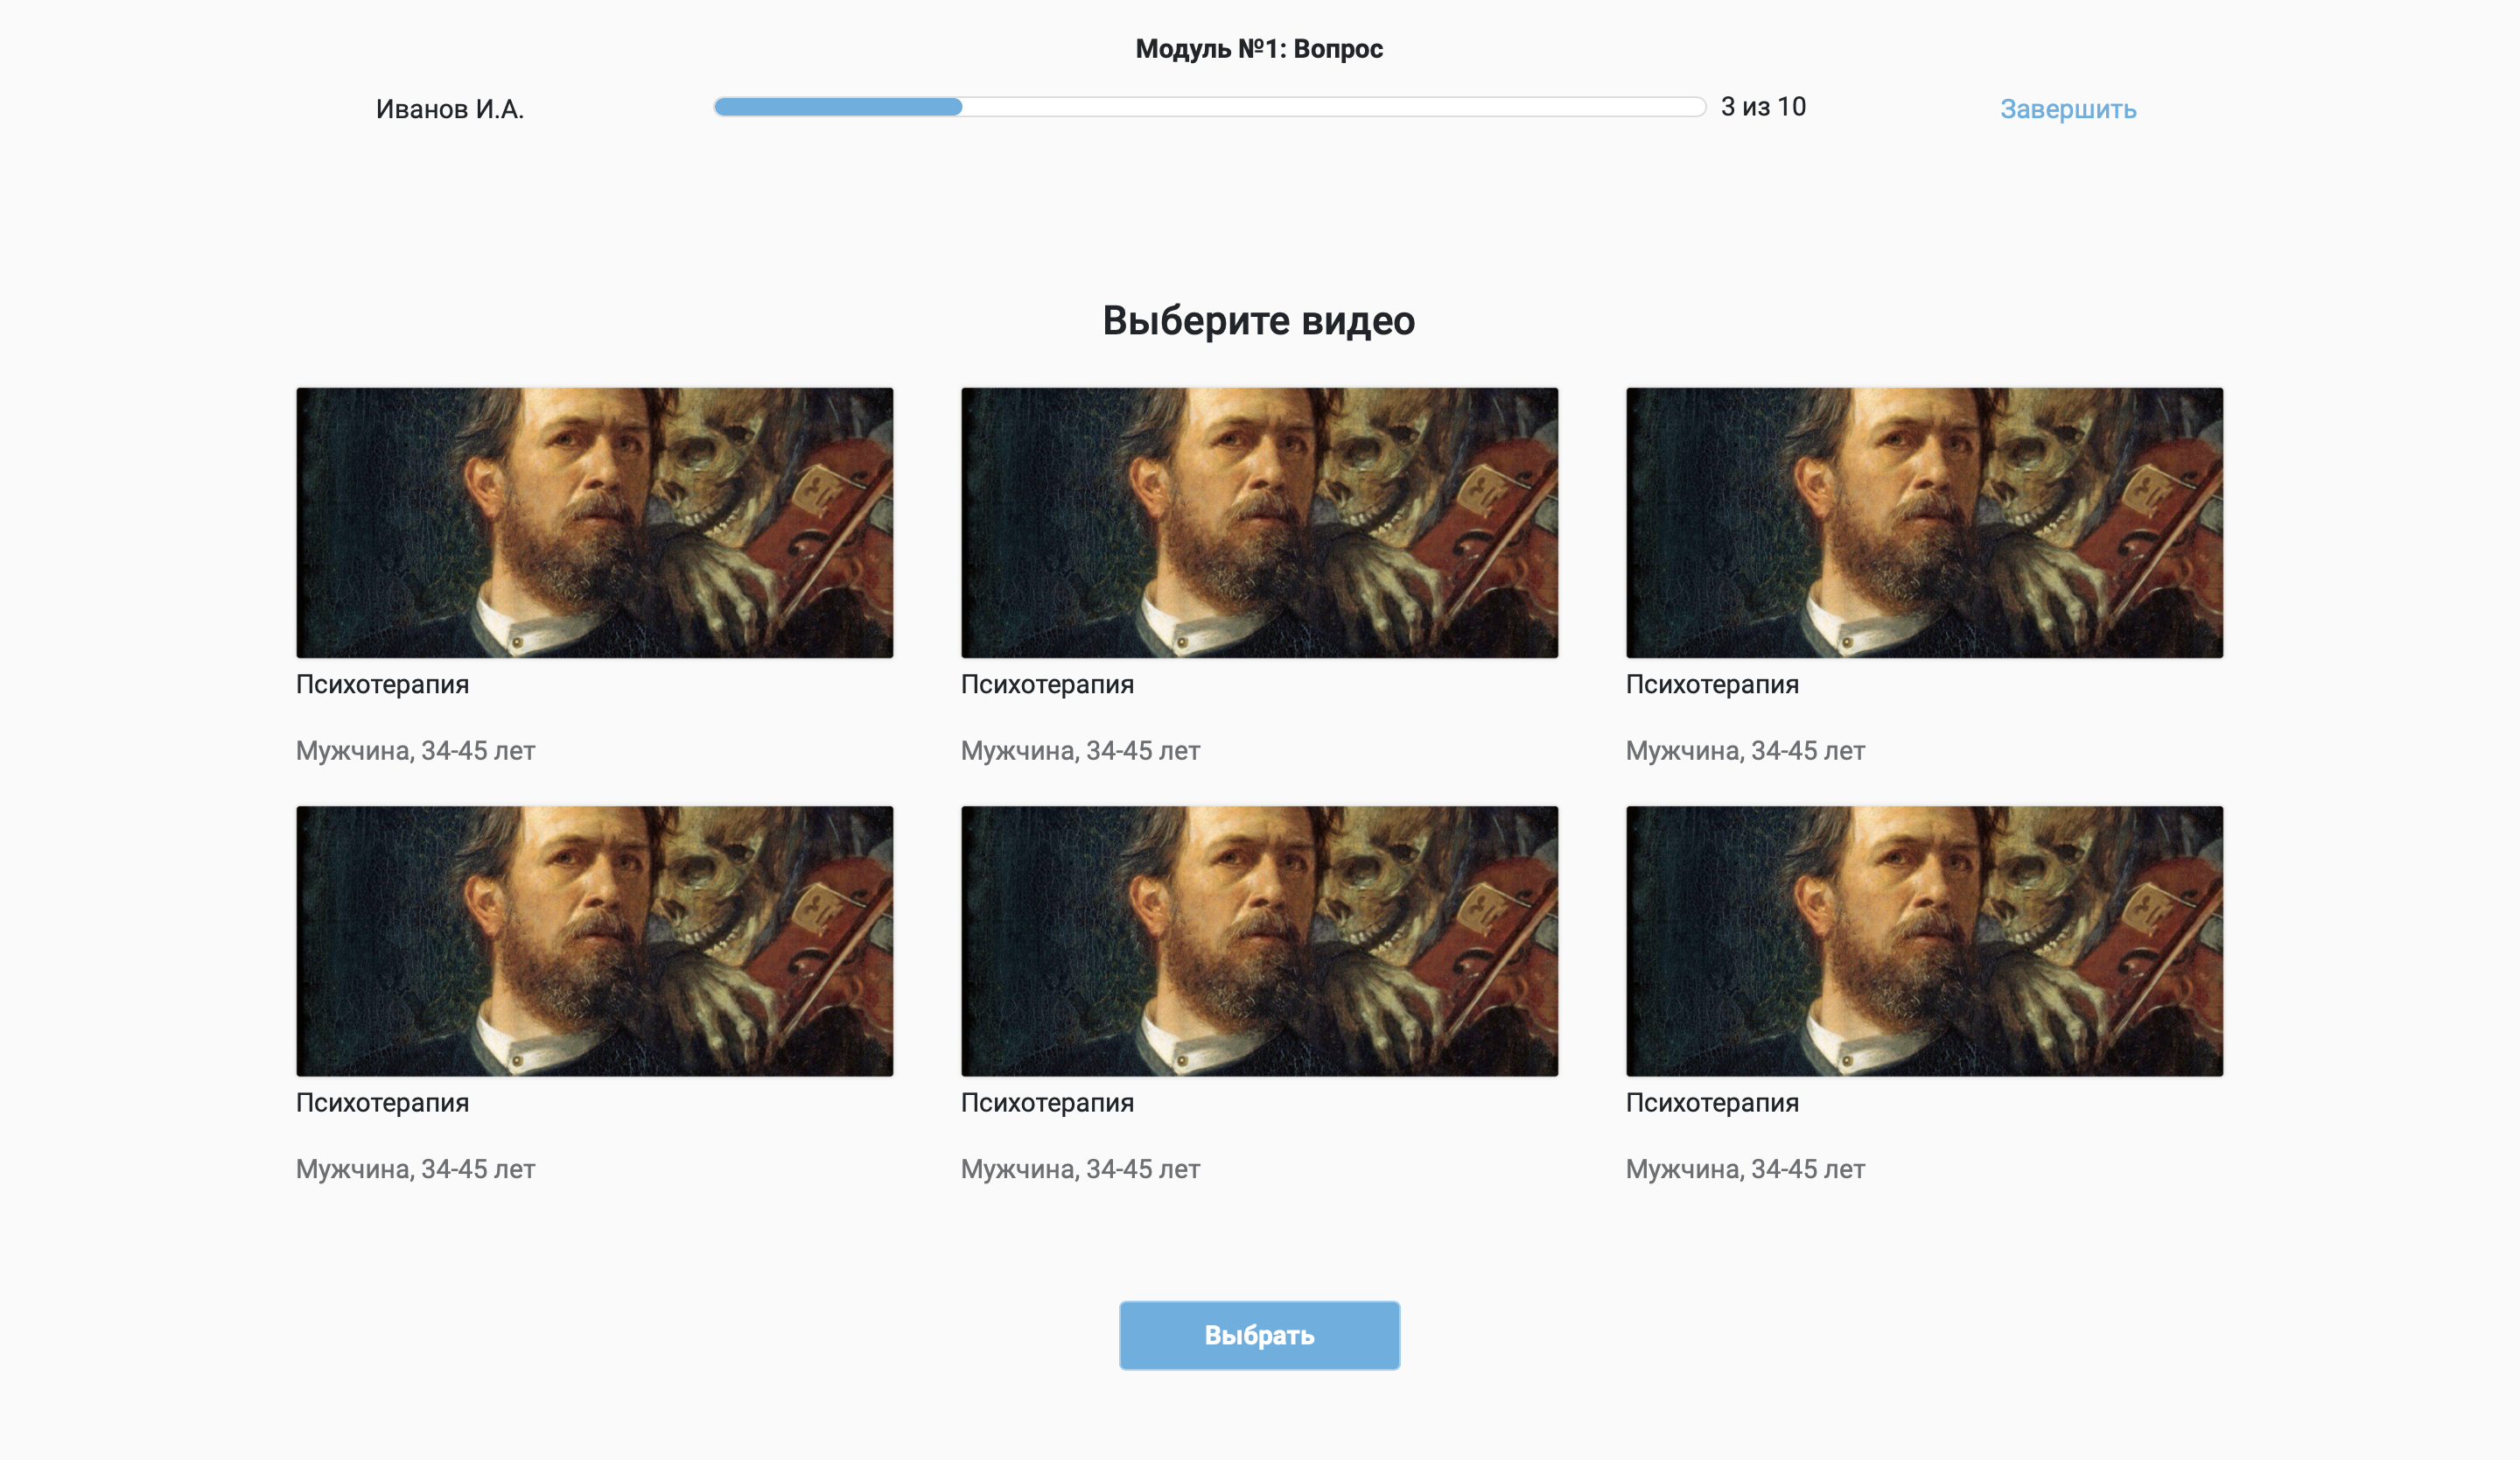 Модуль №1: Вопрос
Иванов И.А.
3 из 10
Завершить
Выберите видео
Психотерапия
Мужчина, 34-45 лет
Психотерапия
Мужчина, 34-45 лет
Психотерапия
Мужчина, 34-45 лет
Психотерапия
Мужчина, 34-45 лет
Психотерапия
Мужчина, 34-45 лет
Психотерапия
Мужчина, 34-45 лет
Выбрать